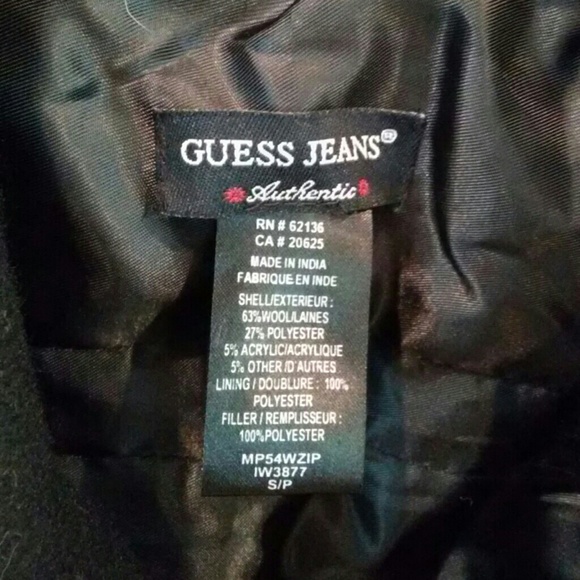 GUESS JEANS®
Authentic
RN # 62136
CA # 20625
MADE IN INDIA
FABRIQUE EN INDE
SHELL/EXTERIEUR :
63%WOOL/LAINES
27% POLYESTER
5% ACRYLIC/ACRYLIQUE
5% OTHER /D'AUTRES
LINING / DOUBLURE : 100%
POLYESTER
FILLER / REMPLISSEUR :
100%POLYESTER
MP54WZIP
IW3877
S/P